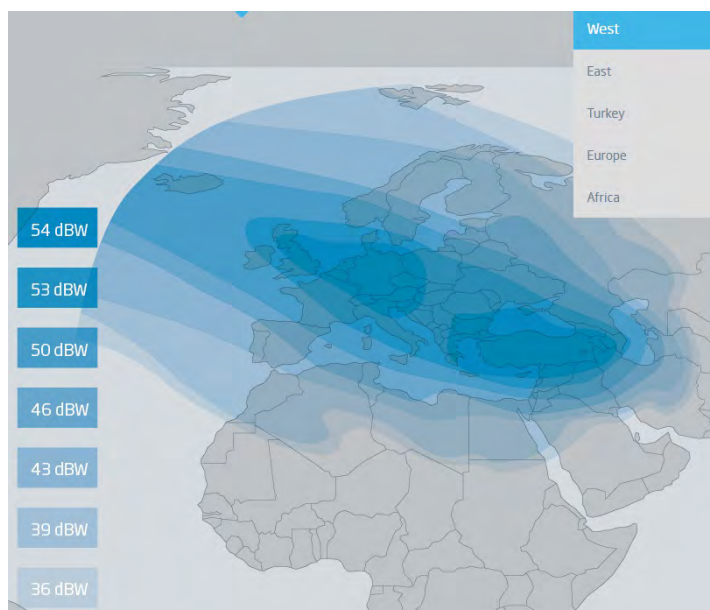 West
East
Turkey
Europe
Africa
54 dBW
53 dBW
50 dBW
46 dBW
43 dBW
39 dBW
36 dBW